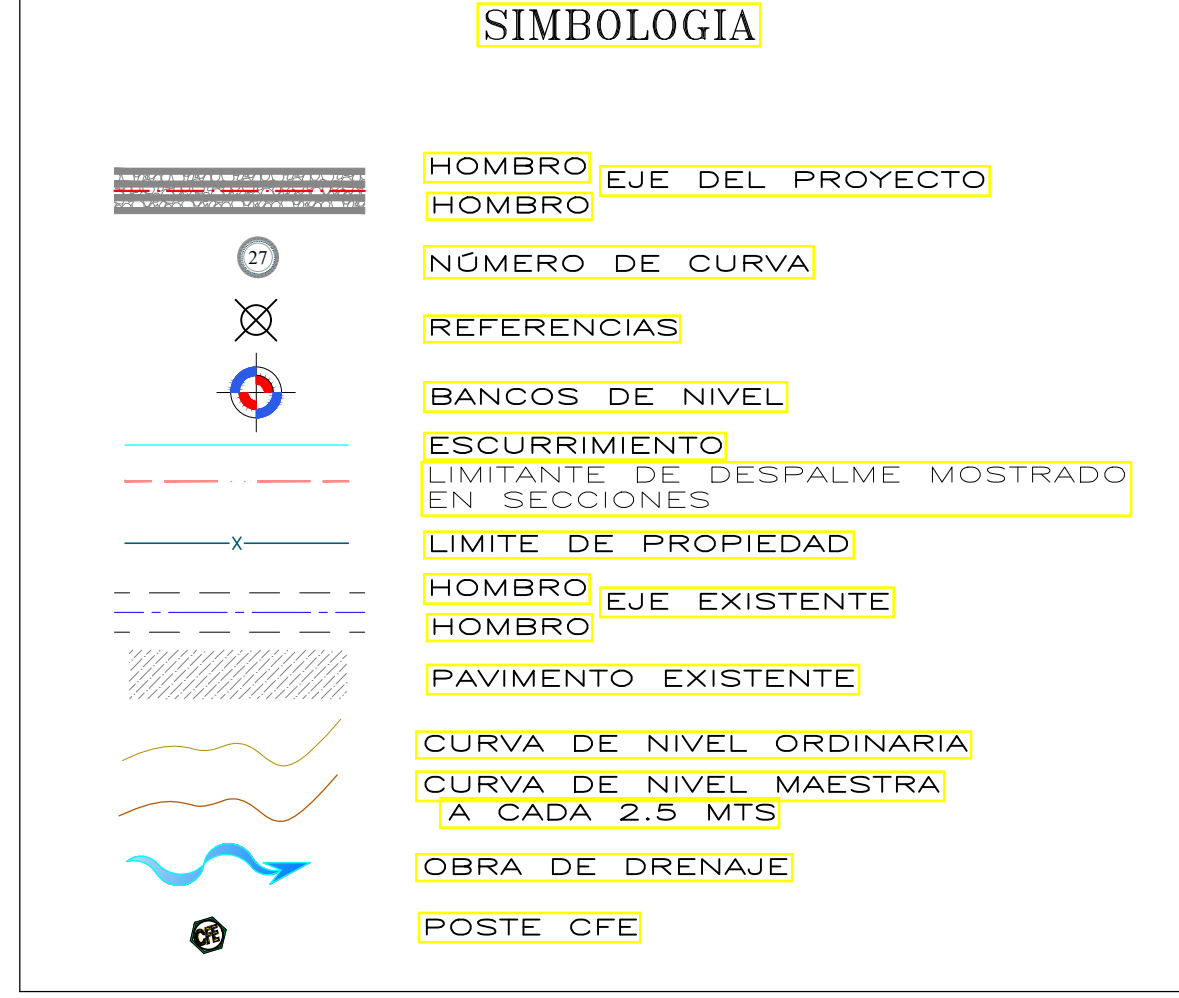 SIMBOLOGIA
HOMBRO
EJE DEL PROYECTO
HOMBRO
27
NÚMERO DE CURVA
REFERENCIAS
BANCOS DE NIVEL
ESCURRIMIENTO
LIMITANTE DE DESPALME MOSTRADO
EN SECCIONES
X
LIMITE DE PROPIEDAD
HOMBRO
EJE EXISTENTE
HOMBRO
PAVIMENTO EXISTENTE
CURVA DE NIVEL ORDINARIA
CURVA DE NIVEL MAESTRA
A CADA 2.5 MTS
OBRA DE DRENAJE
CFE
POSTE CFE